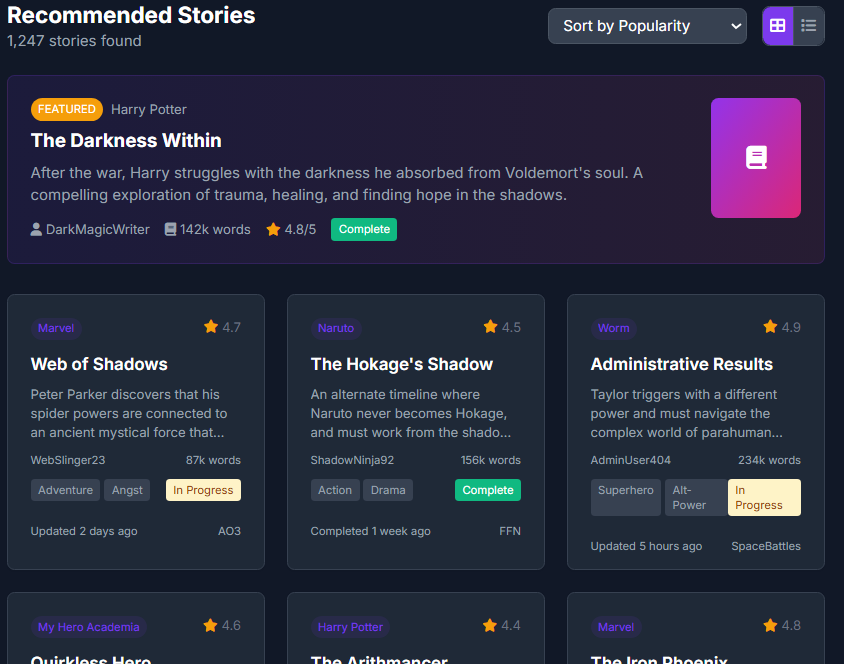 Recommended Stories
1,247 stories found
Sort by Popularity
FEATURED Harry Potter
The Darkness Within
After the war, Harry struggles with the darkness he absorbed from Voldemort's soul. A
compelling exploration of trauma, healing, and finding hope in the shadows.
DarkMagicWriter 142k words 4.8/5 Complete
Marvel 4.7
Web of Shadows
Peter Parker discovers that his
spider powers are connected to
an ancient mystical force that...
WebSlinger23 87k words
Adventure Angst In Progress
Updated 2 days ago AO3
Naruto 4.5
The Hokage's Shadow
An alternate timeline where
Naruto never becomes Hokage,
and must work from the shado...
ShadowNinja92 156k words
Action Drama Complete
Completed 1 week ago FFN
Worm 4.9
Administrative Results
Taylor triggers with a different
power and must navigate the
complex world of parahuman...
AdminUser404 234k words
Superhero Alt- In
Power Progress
Updated 5 hours ago SpaceBattles
My Hero Academia 4.6
Quirkless Hero
Harry Potter 4.4
The Arithmancer
Marvel 4.8
The Iron Phoenix